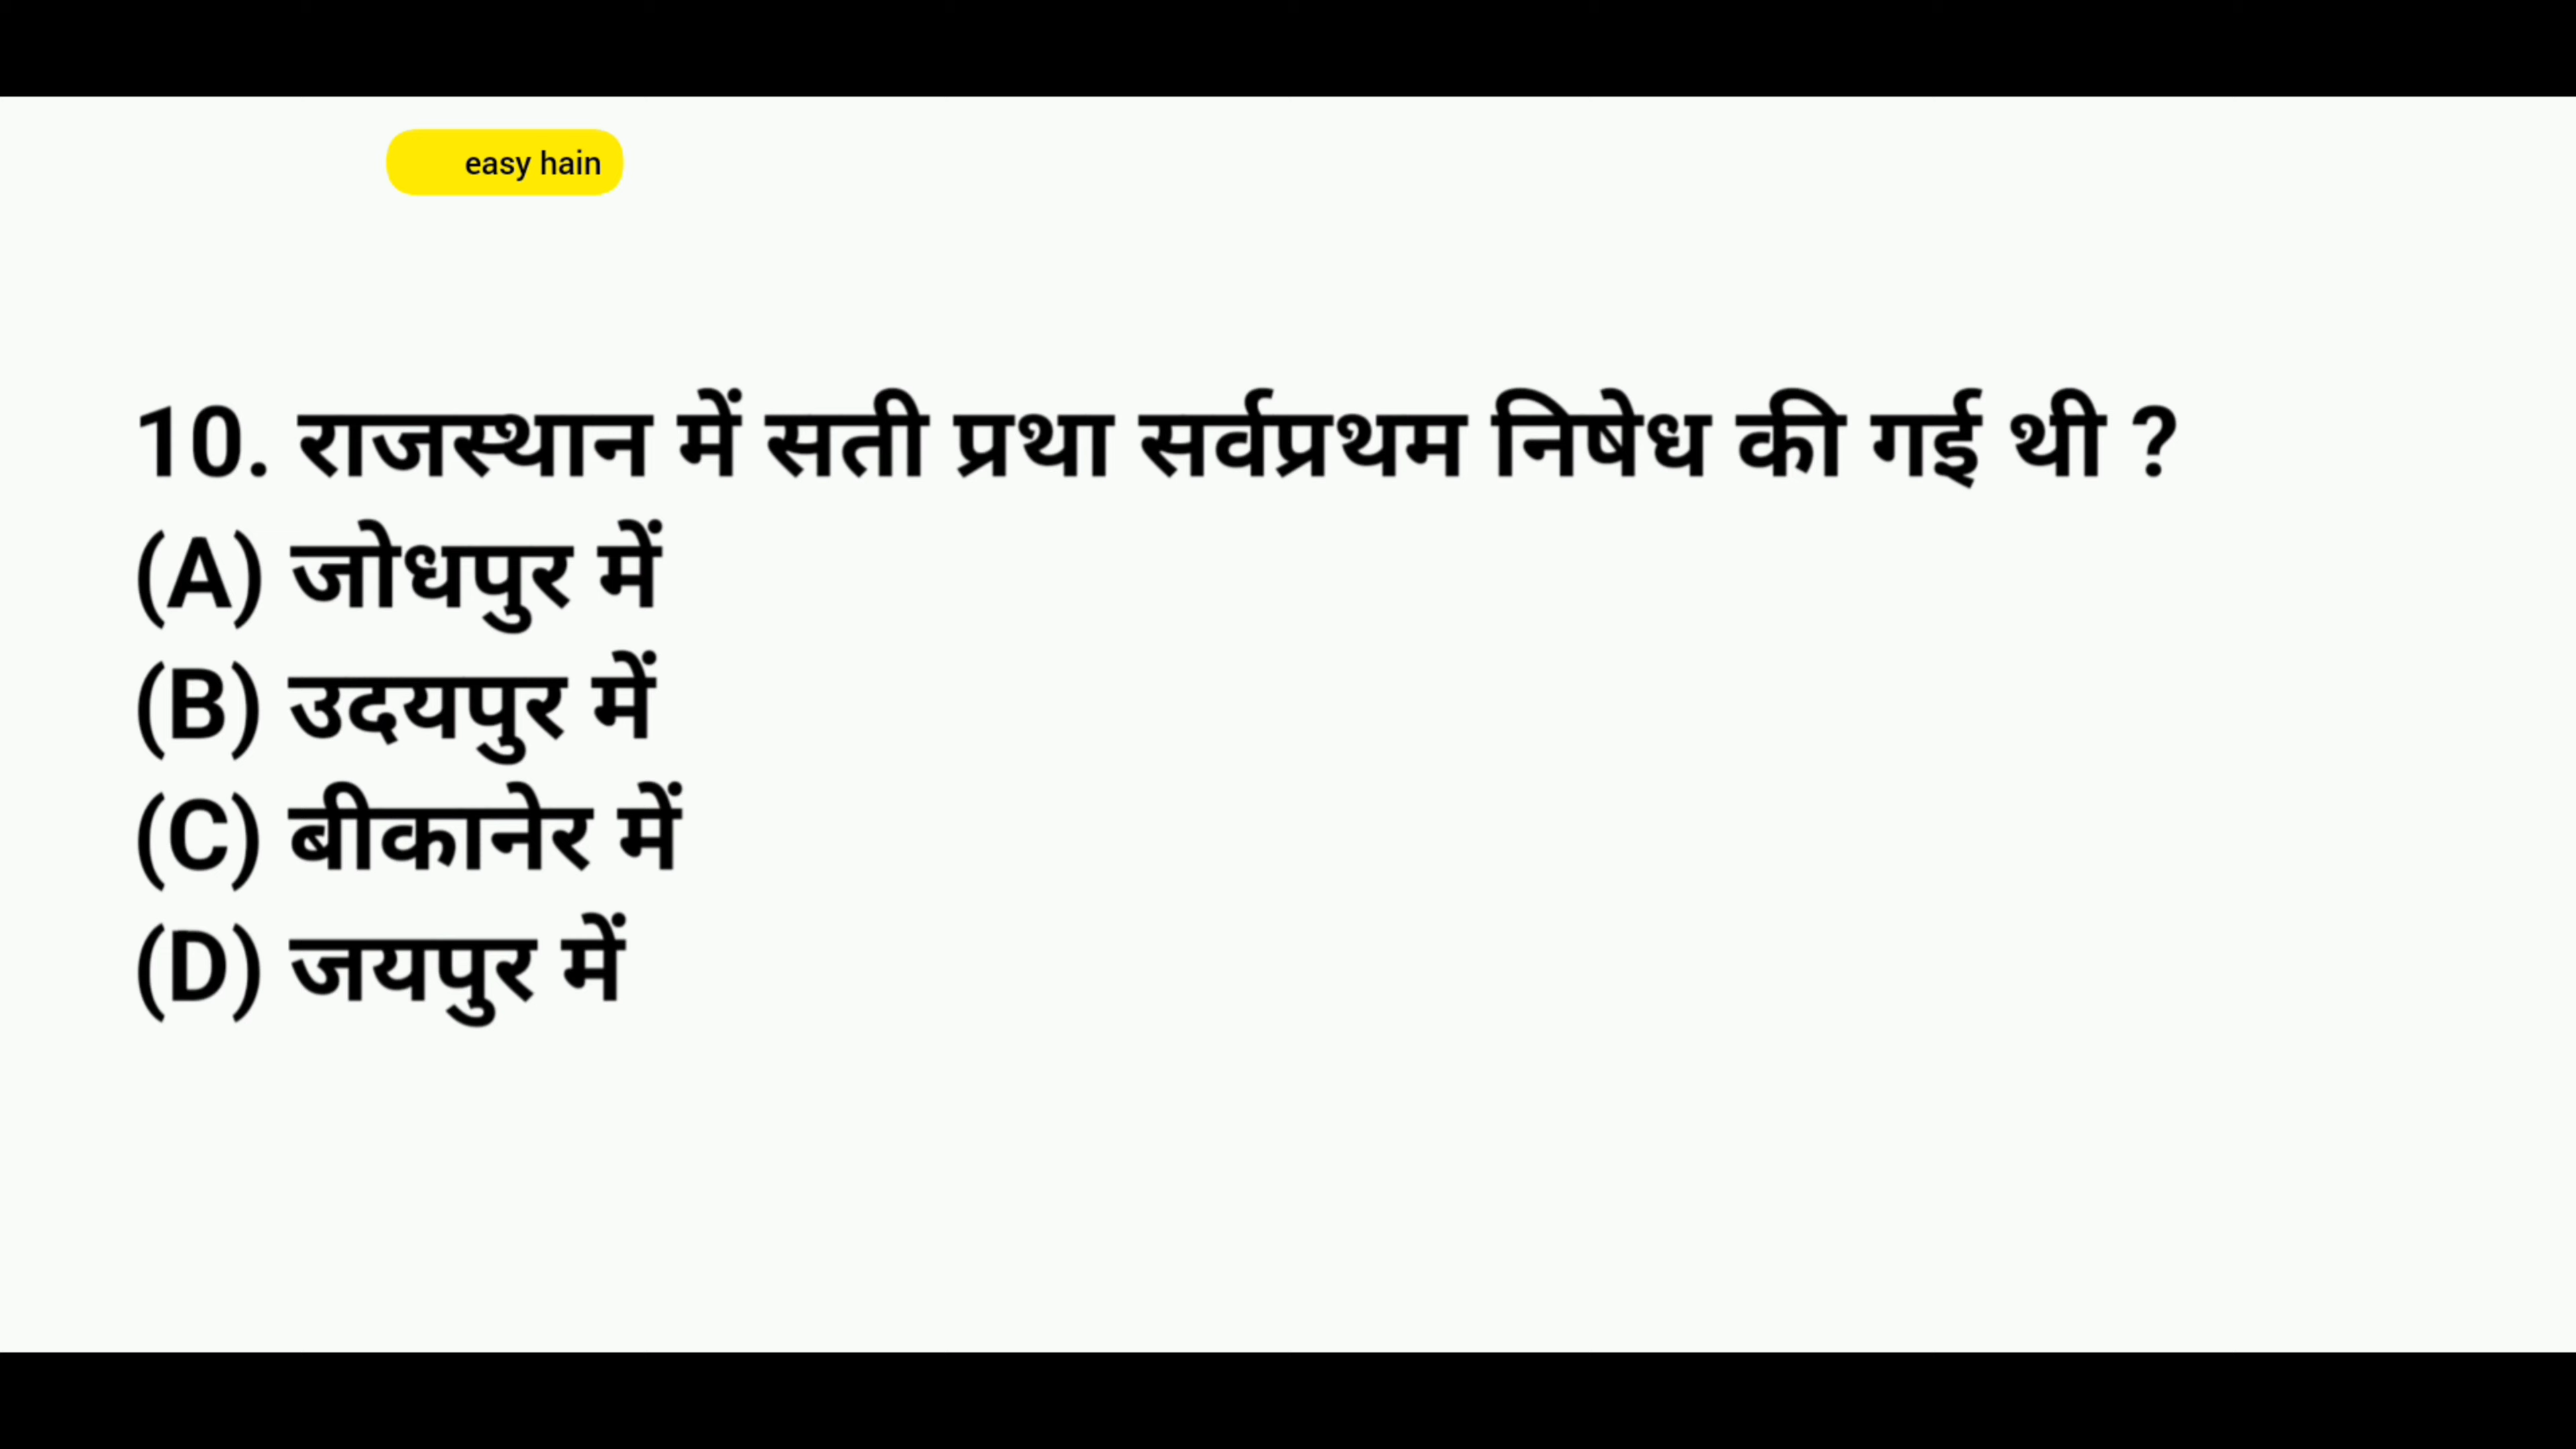 easy hain
10. राजस्थान में सती प्रथा सर्वप्रथम निषेध की गई थी ?
(A) जोधपुर में
(B) उदयपुर में
(C) बीकानेर में
(D) जयपुर में